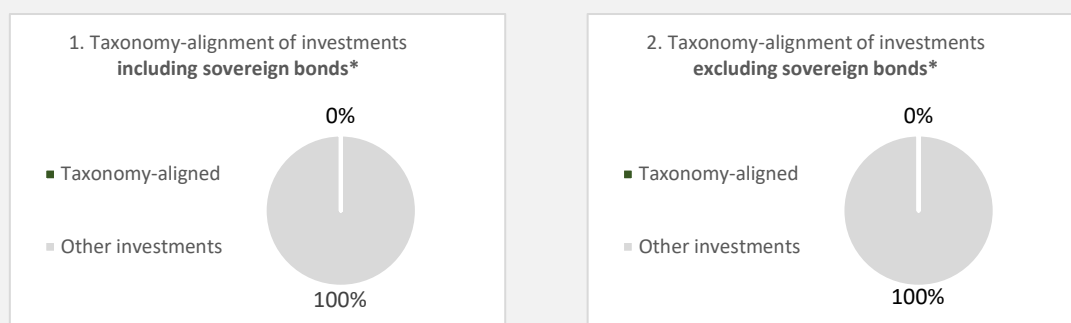 1. Taxonomy-alignment of investments
including sovereign bonds*
0%
Taxonomy-aligned
Other investments
100%
2. Taxonomy-alignment of investments
excluding sovereign bonds*
0%
Taxonomy-aligned
Other investments
100%